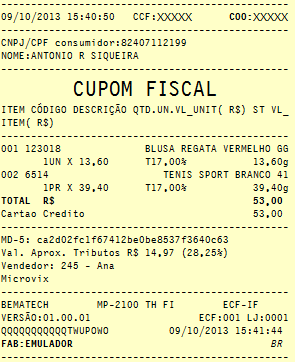 09/10/2013 15:40:50 CCF:XXXXX COO:XXXXX
CNPJ/CPF consumidor:82407112199
NOME:ANTONIO R SIQUEIRA
CUPOM FISCAL
ITEM CÓDIGO DESCRIÇÃO QTD.UN.VL_UNIT( R$) ST VL_
ITEM( R$)
001 123018 BLUSA REGATA VERMELHO GG
1UN X 13,60 T17,00% 13,60g
002 6514 TENIS SPORT BRANCO 41
1PR X 39,40 T17,00% 39,40g
TOTAL R$ 53,00
Cartao Credito 53,00
MD-5: ca2d02fc1f67412be0be8537f3640c63
Val. Aprox. Tributos R$ 14,97 (28,25%)
Vendedor: 245 - Ana
Microvix
BEMATECH MP-2100 TH FI ECF-IF
VERSÃO:01.00.01 ECF:001 LJ:0001
QQQQQQQQQQQTWUPOWO 09/10/2013 15:41:44
FAB:EMULADOR BR